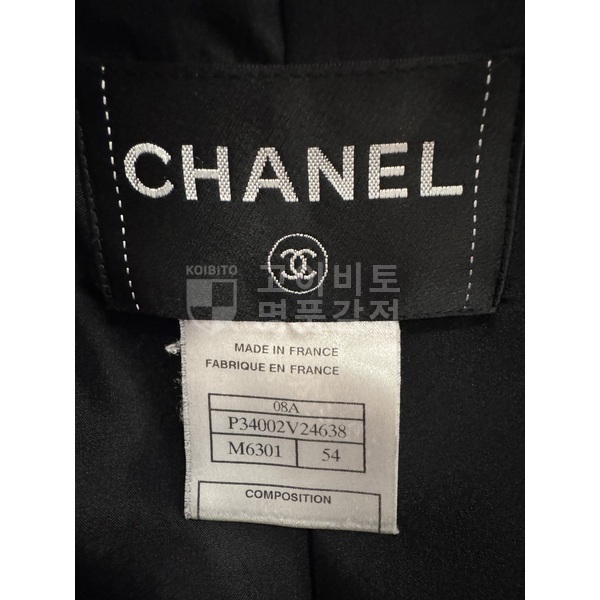 CHANEL
KOIBITO
고이비토
명품감정
MADE IN FRANCE
FABRIQUE EN FRANCE
08A
P34002V24638
M6301 54
COMPOSITION